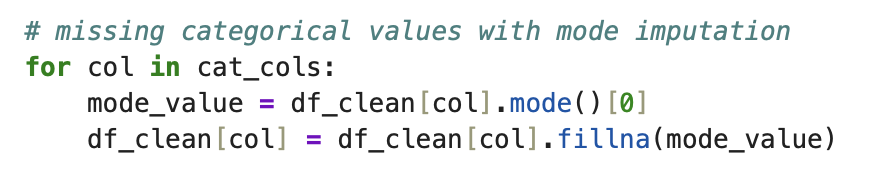 # missing categorical values with mode imputation
for col in cat_cols:
    mode_value = df_clean[col].mode()[0]
    df_clean[col] = df_clean[col].fillna(mode_value)